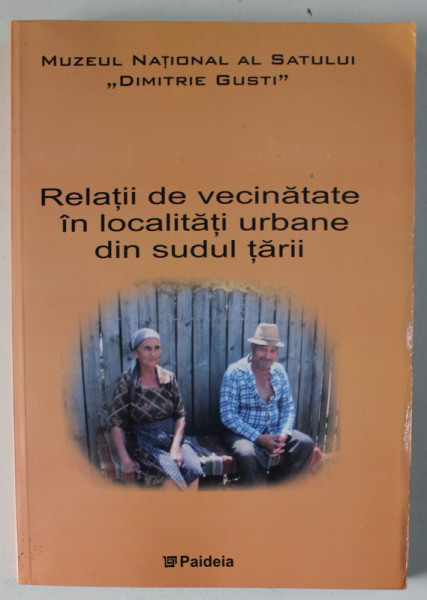 MUZEUL NAȚIONAL AL SATULUI
„DIMITRIE GUSTI”
Relații de vecinătate
în localități urbane
din sudul țării
Paideia